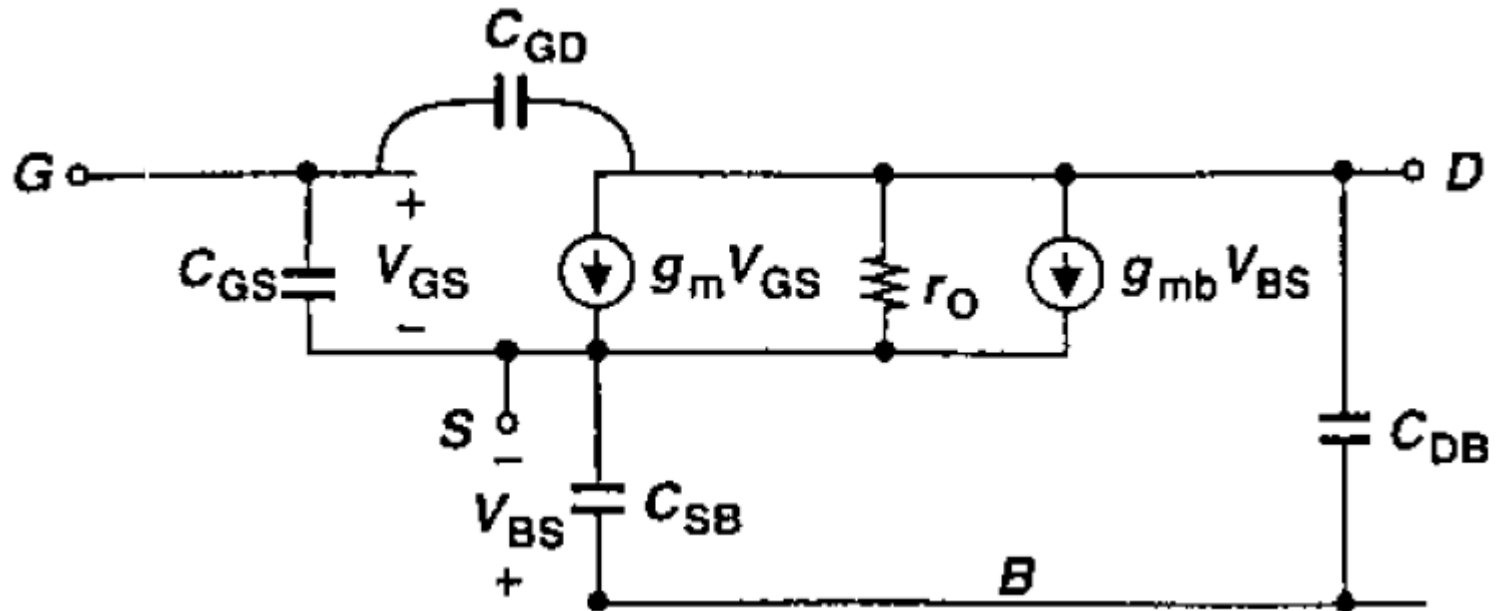 C_GD
G
D
+
C_GS
V_GS
g_m V_GS
r_O
g_mb V_BS
−
S
−
V_BS
C_SB
C_DB
+
B